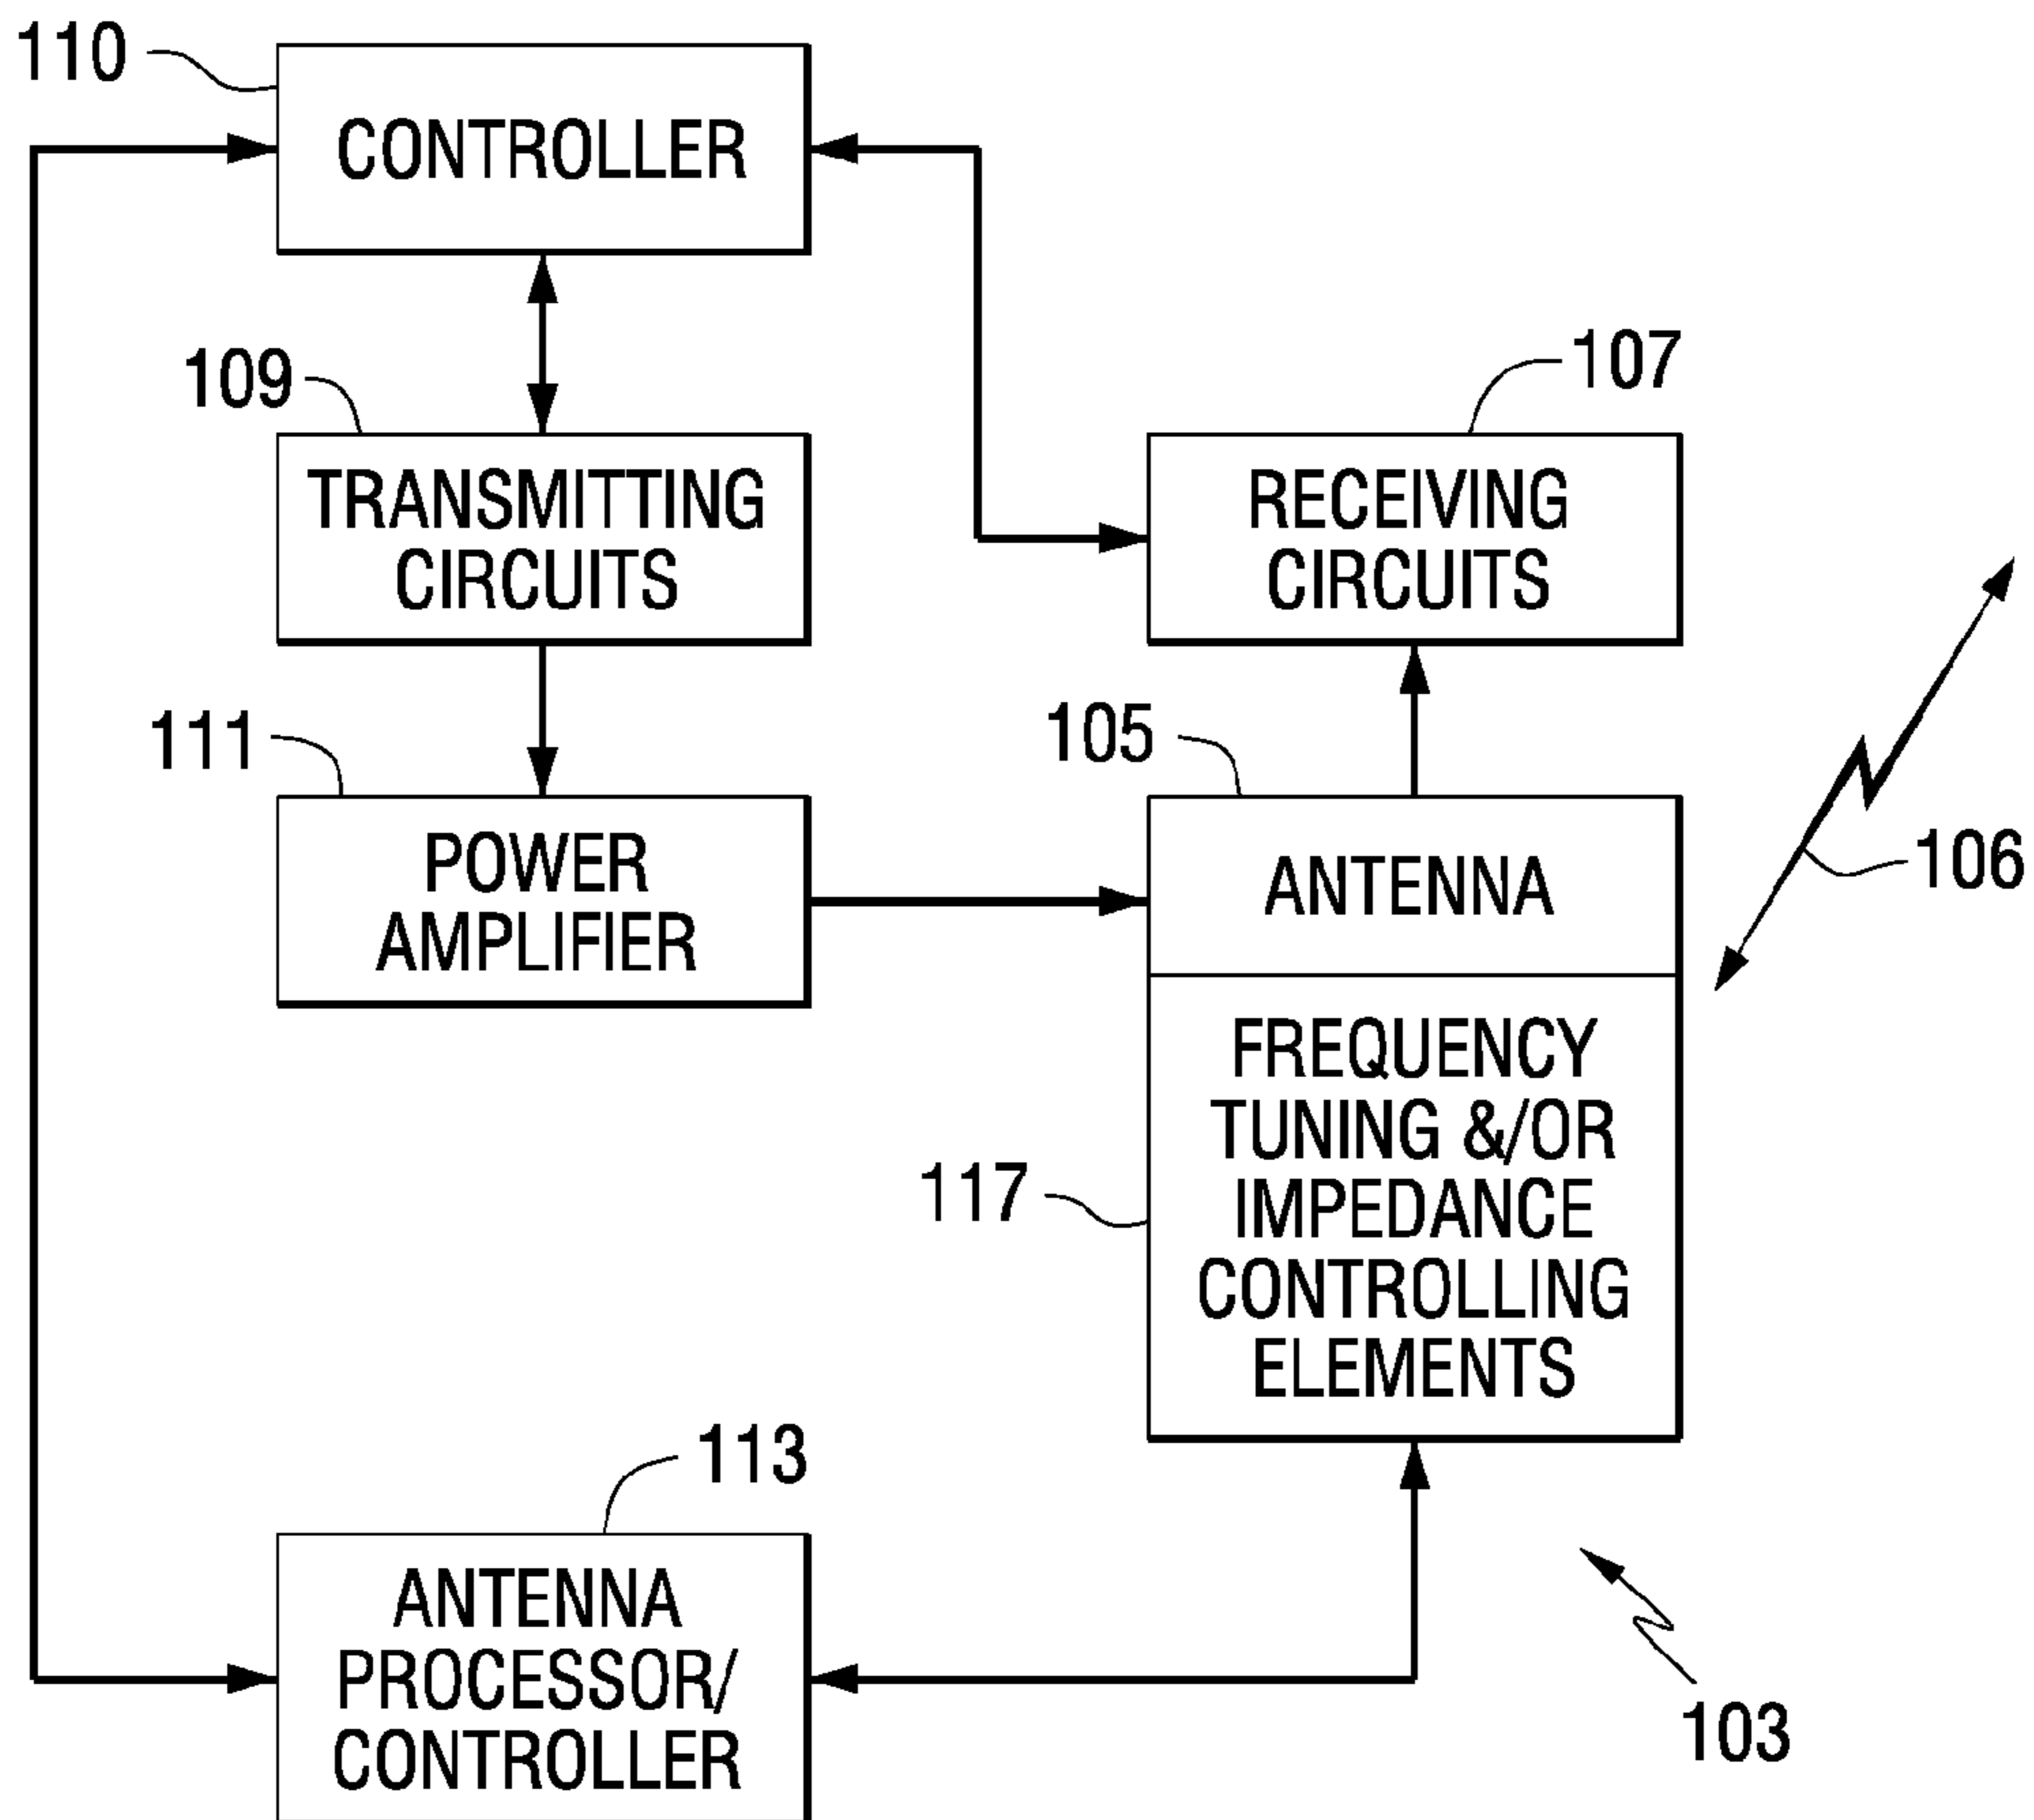 110
CONTROLLER
109
TRANSMITTING
CIRCUITS
107
RECEIVING
CIRCUITS
111
POWER
AMPLIFIER
105
ANTENNA
106
117
FREQUENCY
TUNING &/OR
IMPEDANCE
CONTROLLING
ELEMENTS
113
ANTENNA
PROCESSOR/
CONTROLLER
103